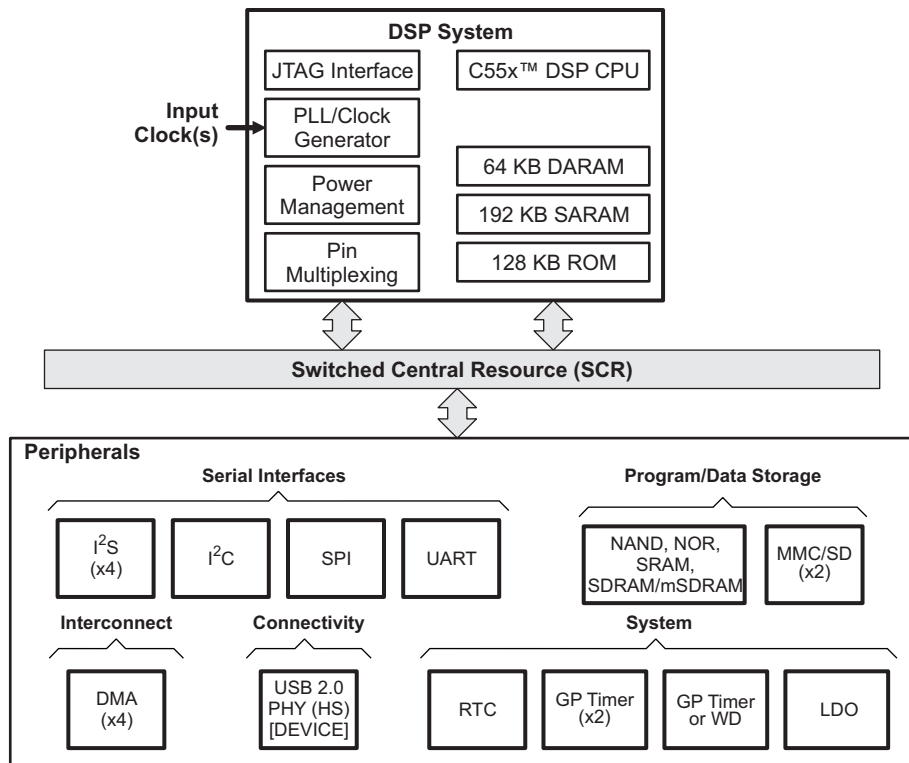 DSP System
JTAG Interface
C55x™ DSP CPU
Input
Clock(s)
PLL/Clock
Generator
64 KB DARAM
Power
Management
192 KB SARAM
Pin
Multiplexing
128 KB ROM
Switched Central Resource (SCR)
Peripherals
Serial Interfaces
Program/Data Storage
I²S
(x4)
I²C
SPI
UART
NAND, NOR,
SRAM,
SDRAM/mSDRAM
MMC/SD
(x2)
Interconnect
Connectivity
System
DMA
(x4)
USB 2.0
PHY (HS)
[DEVICE]
RTC
GP Timer
(x2)
GP Timer
or WD
LDO